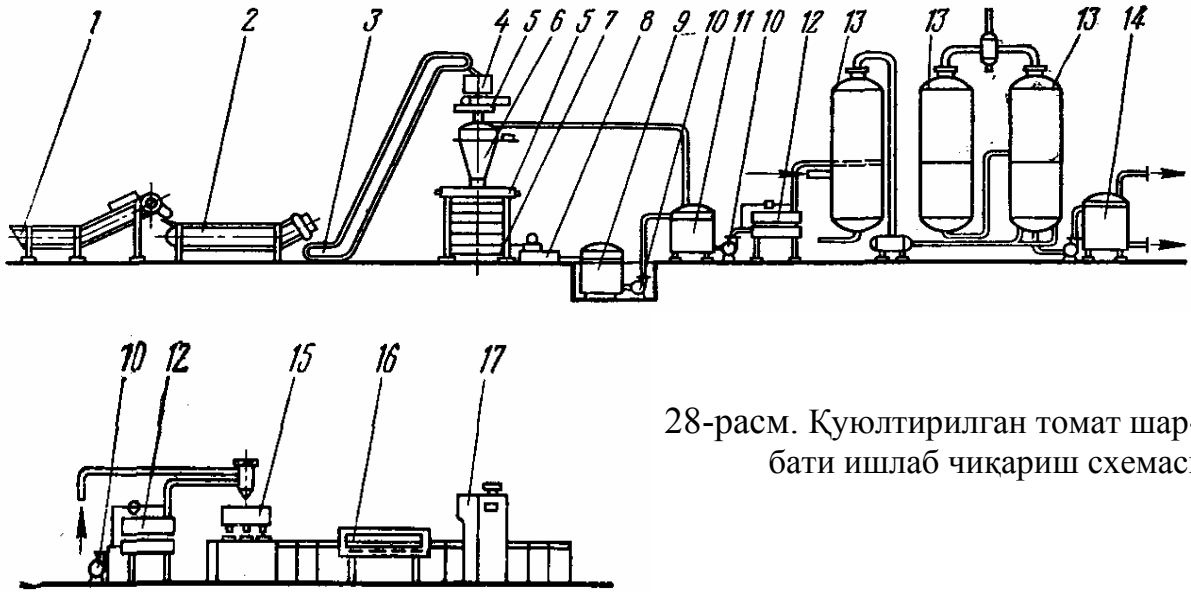 1 2 3 4 5 6 5 7 8 9 10 11 10 12 13 13 13 14
10 12 15 16 17
28-расм. Қуюлтирилган томат шар-
бати ишлаб чиқариш схемаси